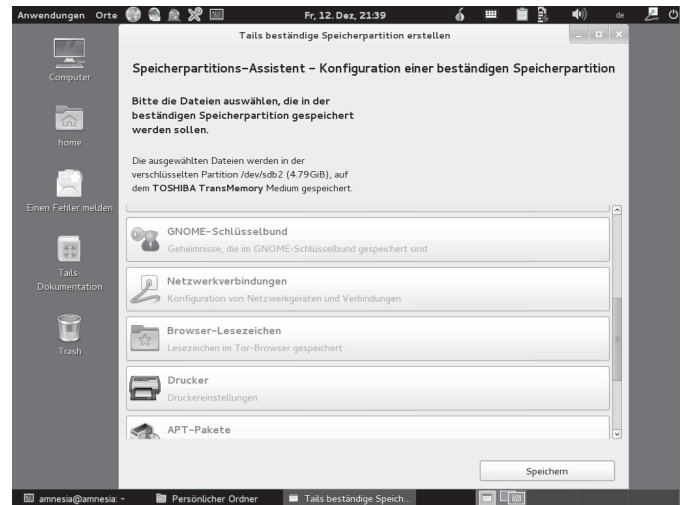 Anwendungen Orte Fr, 12. Dez, 21:39 de
Tails beständige Speicherpartition erstellen
Computer
home
Einen Fehler melden
Tails-
Dokumentation
Trash
Speicherpartitions-Assistent - Konfiguration einer beständigen Speicherpartition
Bitte die Dateien auswählen, die in der
beständigen Speicherpartition gespeichert
werden sollen.
Die ausgewählten Dateien werden in der
verschlüsselten Partition /dev/sdb2 (4.79GiB), auf
dem TOSHIBA TransMemory Medium gespeichert.
GNOME-Schlüsselbund
Geheimnisse, die im GNOME-Schlüsselbund gespeichert sind
Netzwerkverbindungen
Konfiguration von Netzwerkgeräten und Verbindungen
Browser-Lesezeichen
Lesezeichen im Tor-Browser gespeichert
Drucker
Druckereinstellungen
APT-Pakete
Speichern
amnesia@amnesia: ~ Persönlicher Ordner Tails beständige Speich...